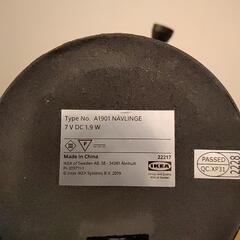 Type No. A1901 NAVLINGE
7 V DC 1.9 W
Made in China
22217
IKEA of Sweden AB, SE - 34381 Älmhult
© Inter IKEA Systems B.V. 2019
IKEA
PASSED
QC.XP31
2228